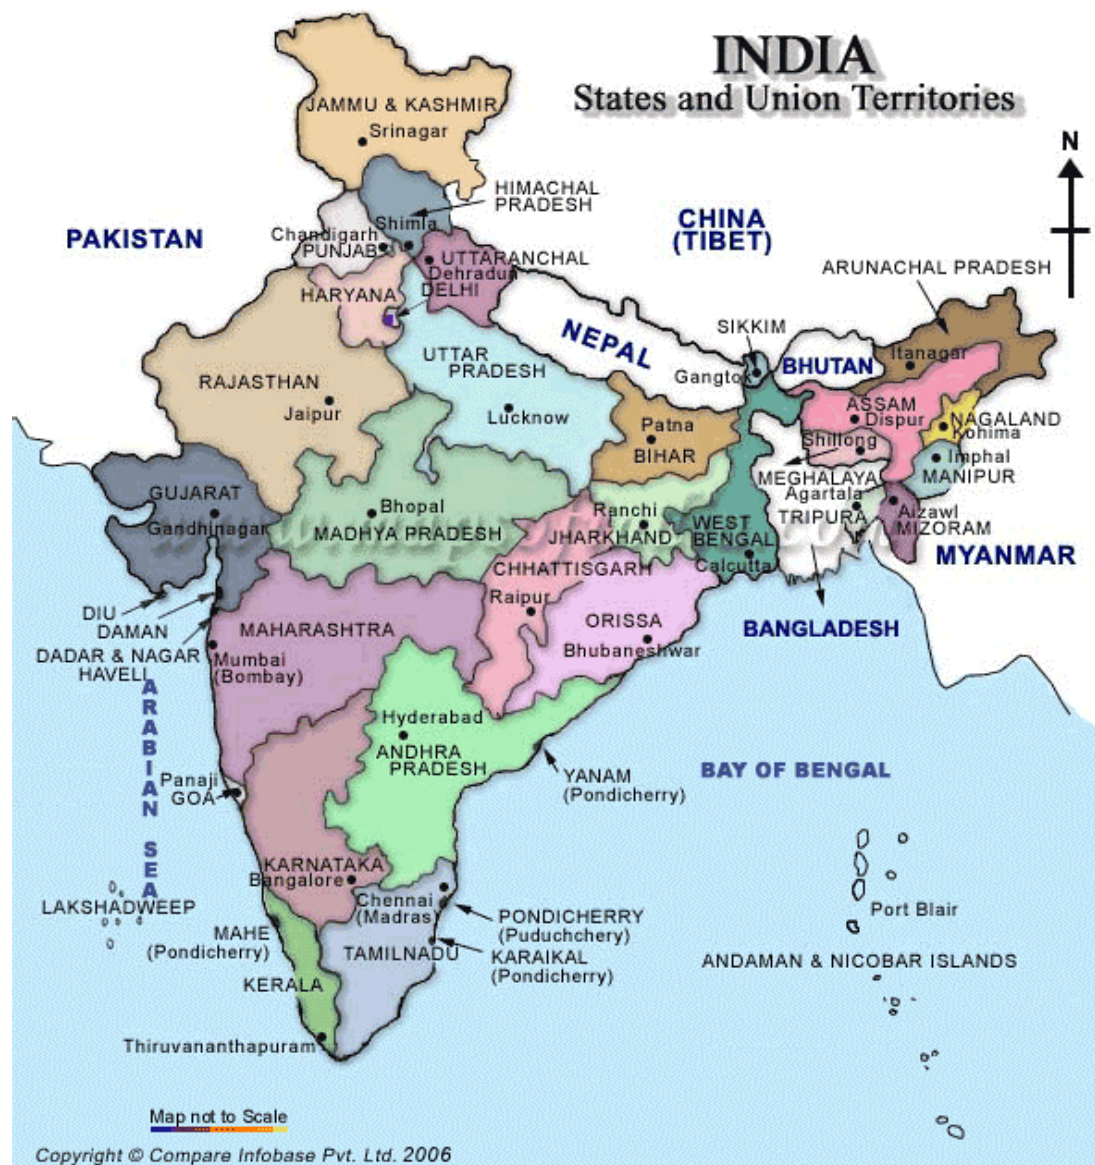 INDIA
States and Union Territories
N
JAMMU & KASHMIR
Srinagar
HIMACHAL
PRADESH
CHINA
(TIBET)
PAKISTAN
Shimla
Chandigarh
PUNJAB
UTTARANCHAL
Dehradun
ARUNACHAL PRADESH
HARYANA
DELHI
NEPAL
SIKKIM
BHUTAN
Itanagar
UTTAR
PRADESH
Gangtok
RAJASTHAN
Jaipur
Lucknow
ASSAM
Dispur
NAGALAND
Kohima
Patna
BIHAR
Shillong
Imphal
MANIPUR
MEGHALAYA
Agartala
TRIPURA
Aizawl
MIZORAM
GUJARAT
Gandhinagar
Bhopal
MADHYA PRADESH
Ranchi
JHARKHAND
WEST
BENGAL
Calcutta
MYANMAR
CHHATTISGARH
Raipur
DIU
DAMAN
DADAR & NAGAR
HAVELI
MAHARASHTRA
Mumbai
(Bombay)
ORISSA
Bhubaneshwar
BANGLADESH
ARABIAN SEA
Hyderabad
ANDHRA
PRADESH
YANAM
(Pondicherry)
BAY OF BENGAL
Panaji
GOA
KARNATAKA
Bangalore
LAKSHADWEEP
Chennai
(Madras)
PONDICHERRY
(Puduchchery)
Port Blair
MAHE
(Pondicherry)
TAMILNADU
KARAIKAL
(Pondicherry)
ANDAMAN & NICOBAR ISLANDS
KERALA
Thiruvananthapuram
Map not to Scale
Copyright © Compare Infobase Pvt. Ltd. 2006